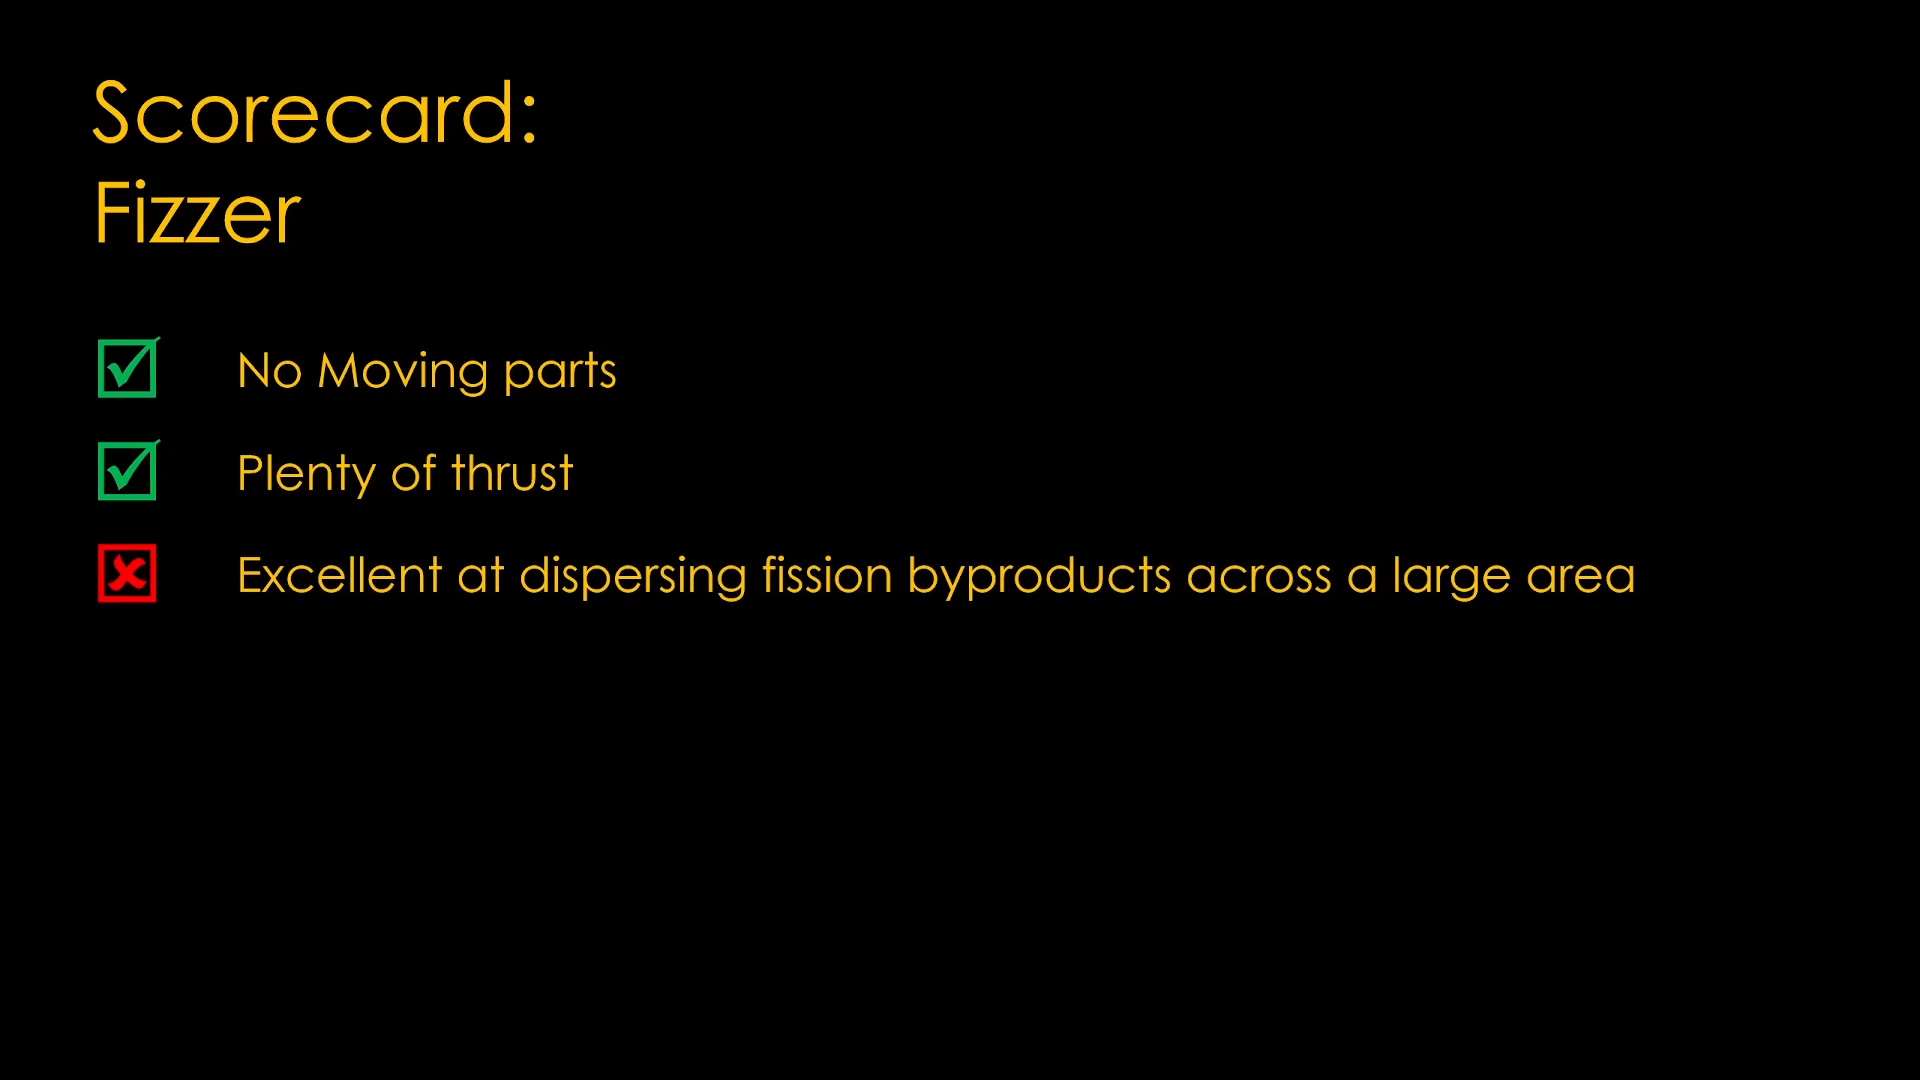 Scorecard:
Fizzer
No Moving parts
Plenty of thrust
Excellent at dispersing fission byproducts across a large area